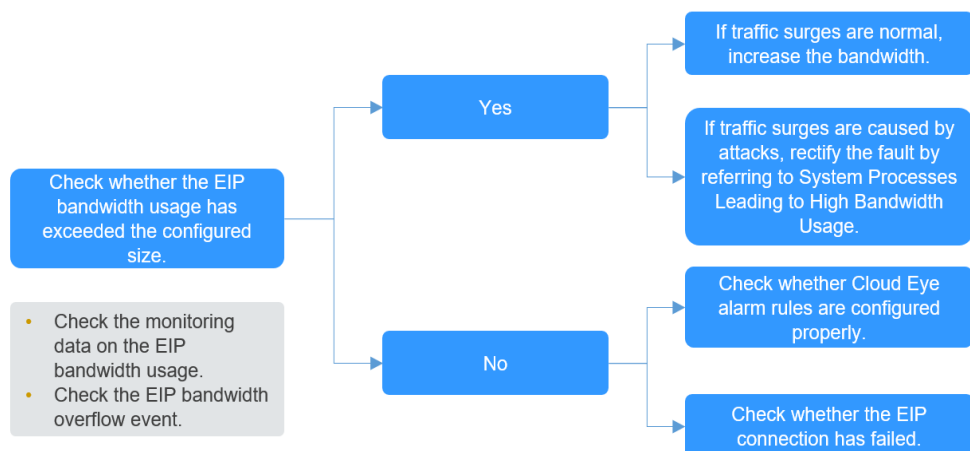 Check whether the EIP
bandwidth usage has
exceeded the configured
size.
• Check the monitoring
data on the EIP
bandwidth usage.
• Check the EIP bandwidth
overflow event.
Yes
If traffic surges are normal,
increase the bandwidth.
If traffic surges are caused by
attacks, rectify the fault by
referring to System Processes
Leading to High Bandwidth
Usage.
No
Check whether Cloud Eye
alarm rules are configured
properly.
Check whether the EIP
connection has failed.